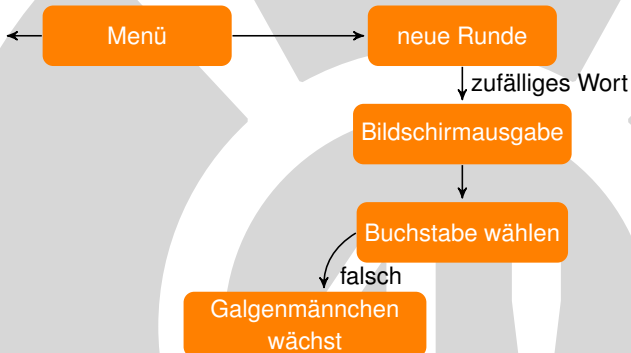 Menü
neue Runde
zufälliges Wort
Bildschirmausgabe
Buchstabe wählen
falsch
Galgenmännchen
wächst